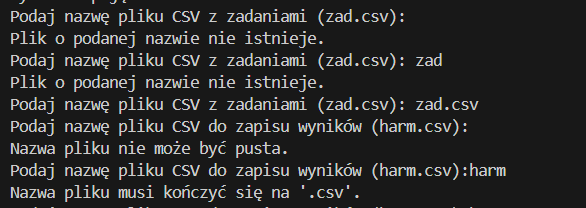 Podaj nazwę pliku CSV z zadaniami (zad.csv):
Plik o podanej nazwie nie istnieje.
Podaj nazwę pliku CSV z zadaniami (zad.csv): zad
Plik o podanej nazwie nie istnieje.
Podaj nazwę pliku CSV z zadaniami (zad.csv): zad.csv
Podaj nazwę pliku CSV do zapisu wyników (harm.csv):
Nazwa pliku nie może być pusta.
Podaj nazwę pliku CSV do zapisu wyników (harm.csv):harm
Nazwa pliku musi kończyć się na '.csv'.